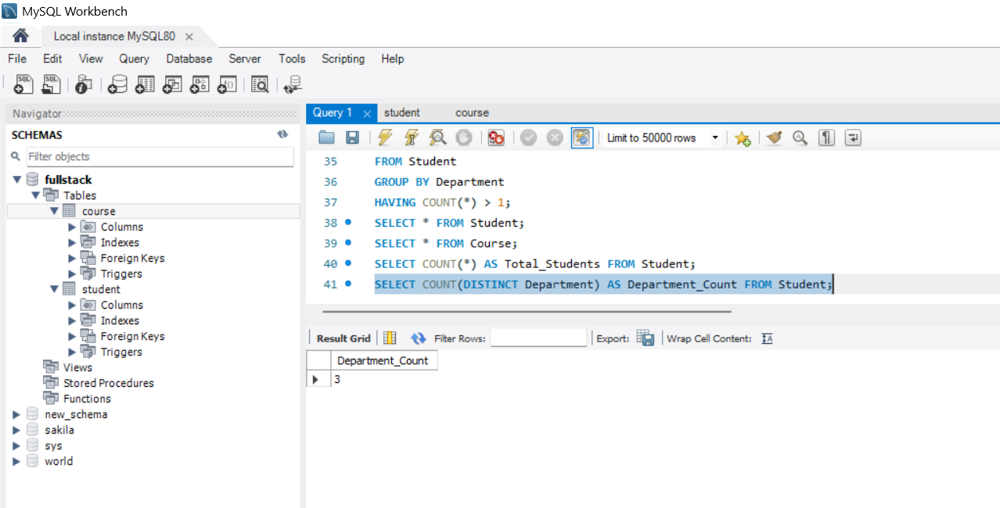 MySQL Workbench
Local instance MySQL80
File Edit View Query Database Server Tools Scripting Help
SQL SQL
Navigator
SCHEMAS
Filter objects
fullstack
Tables
course
Columns
Indexes
Foreign Keys
Triggers
student
Columns
Indexes
Foreign Keys
Triggers
Views
Stored Procedures
Functions
new_schema
sakila
sys
world
Query 1 student course
Limit to 50000 rows
35 FROM Student
36 GROUP BY Department
37 HAVING COUNT(*) > 1;
38 SELECT * FROM Student;
39 SELECT * FROM Course;
40 SELECT COUNT(*) AS Total_Students FROM Student;
41 SELECT COUNT(DISTINCT Department) AS Department_Count FROM Student;
Result Grid Filter Rows: Export: Wrap Cell Content:
Department_Count
3